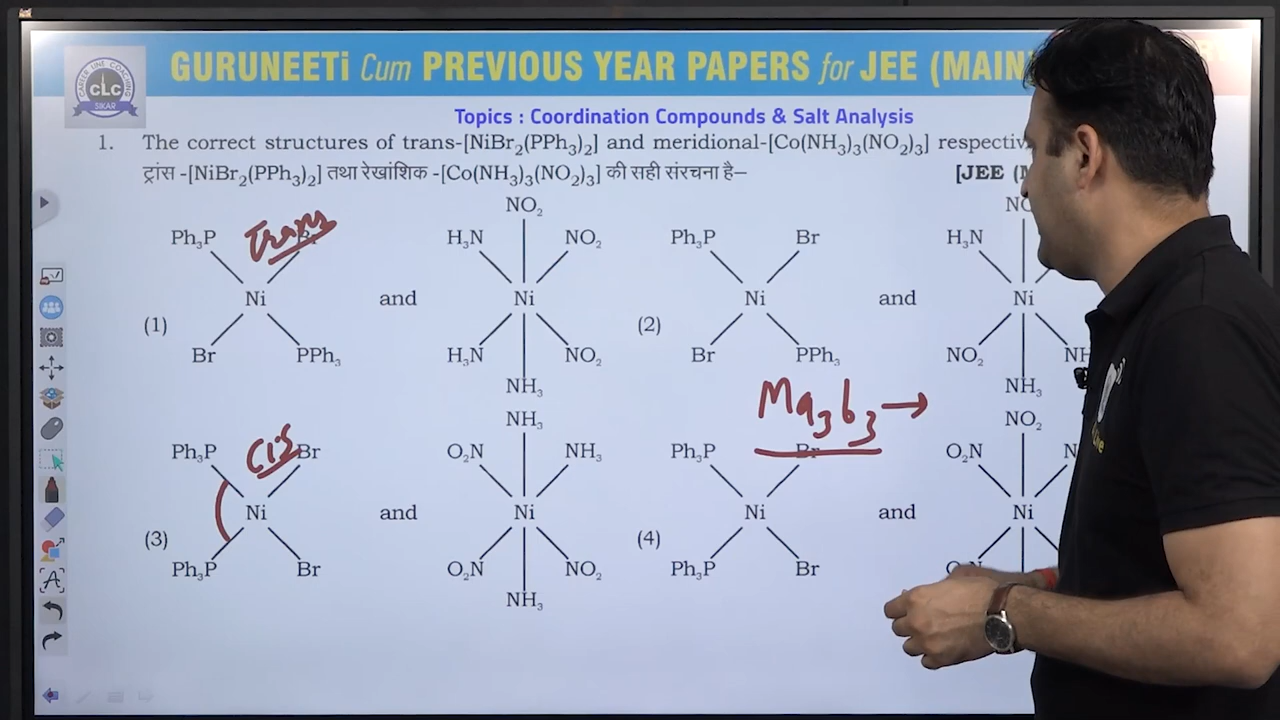 GURUNEETi Cum PREVIOUS YEAR PAPERS for JEE (MAIN
CAREER LINE COACHING
CLC
SIKAR
Topics : Coordination Compounds & Salt Analysis
1. The correct structures of trans-[NiBr₂(PPh₃)₂] and meridional-[Co(NH₃)₃(NO₂)₃]
ट्रांस -[NiBr₂(PPh₃)₂] तथा रेखांशिक -[Co(NH₃)₃(NO₂)₃] की सही संरचना है– [JEE
NO₂
Ph₃P Trans H₃N NO₂ Ph₃P Br H₃N
Ni and Ni Ni and Ni
(1) (2)
Br PPh₃ H₃N NO₂ Br PPh₃ NO₂
NH₃ NH₃
Ma₃b₃ →
NH₃ NO₂
Ph₃P Cis Br O₂N NH₃ Ph₃P Br O₂N
Ni and Ni Ni and Ni
(3) (4)
Ph₃P Br O₂N NO₂ Ph₃P Br
NH₃